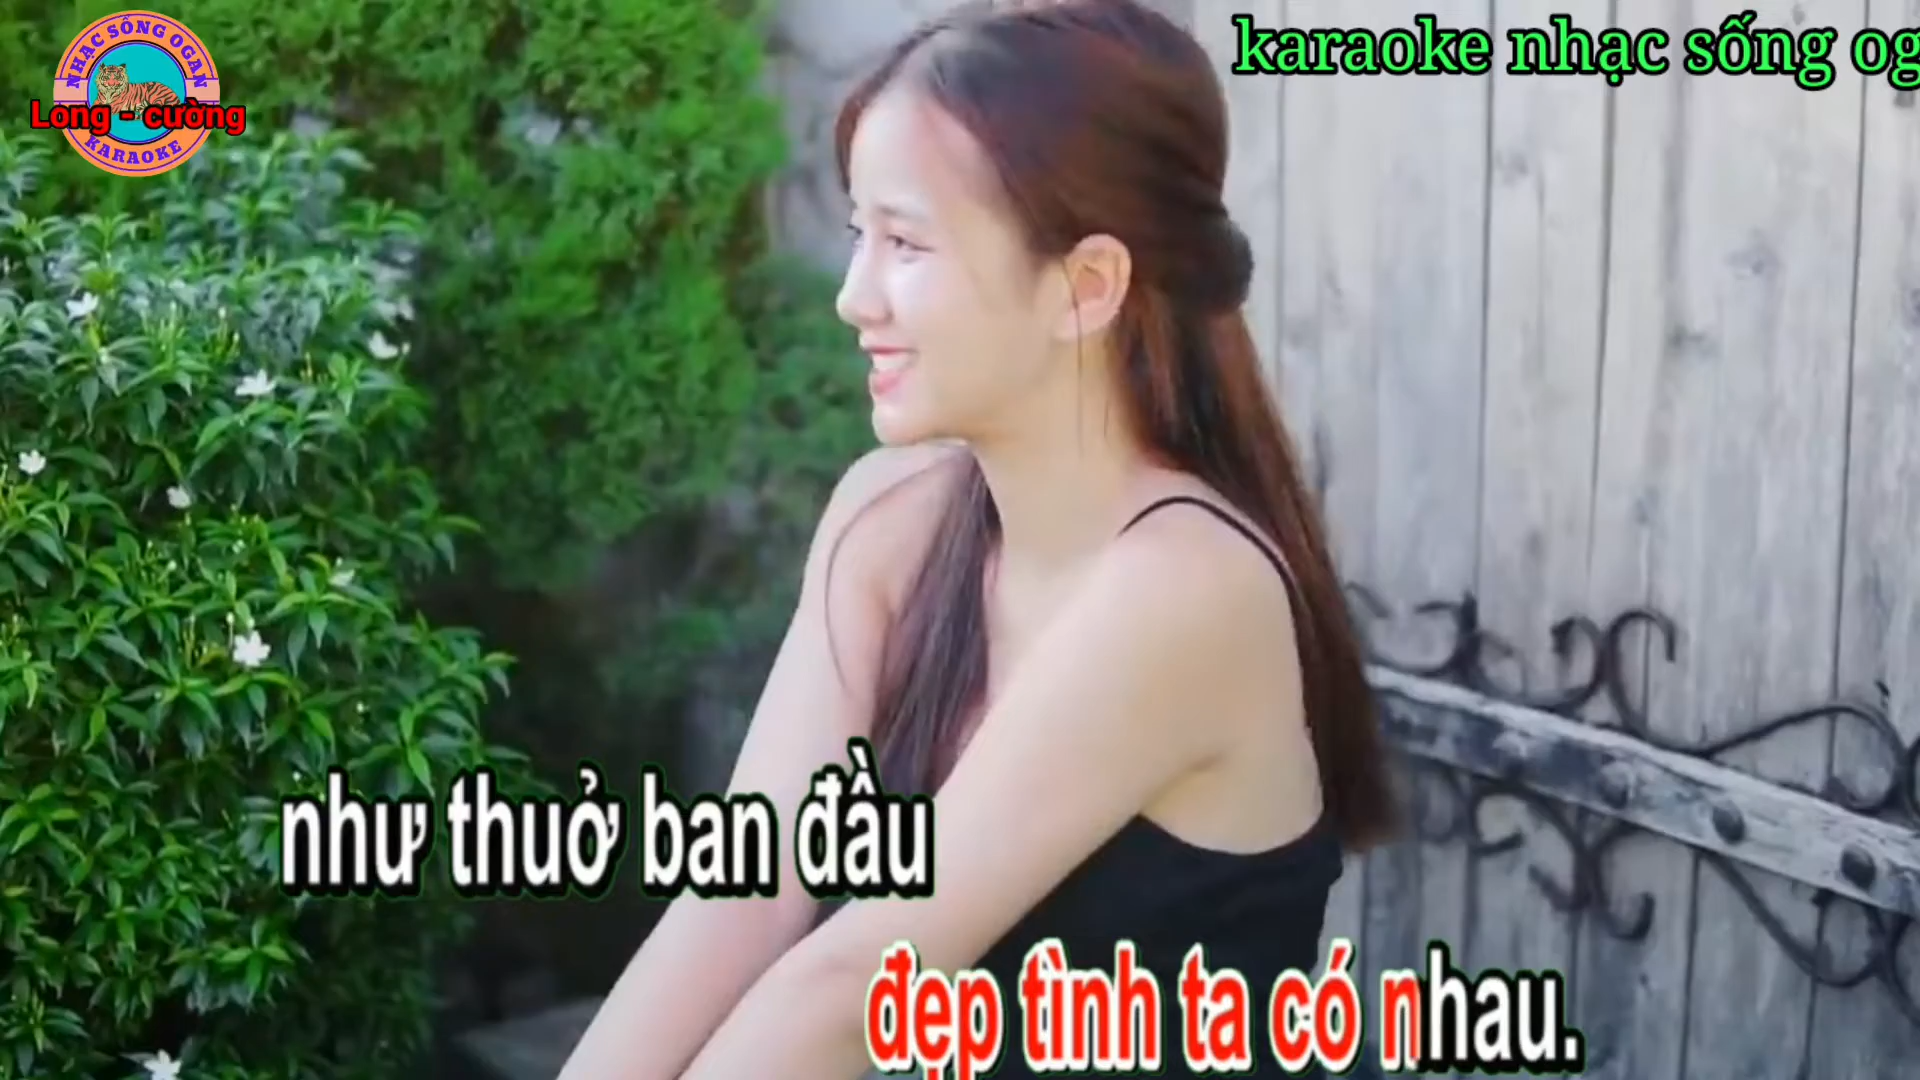 NHẠC SỐNG OGAN
Long - cường
KARAOKE
karaoke nhạc sống og
như thuở ban đầu
đẹp tình ta có nhau.